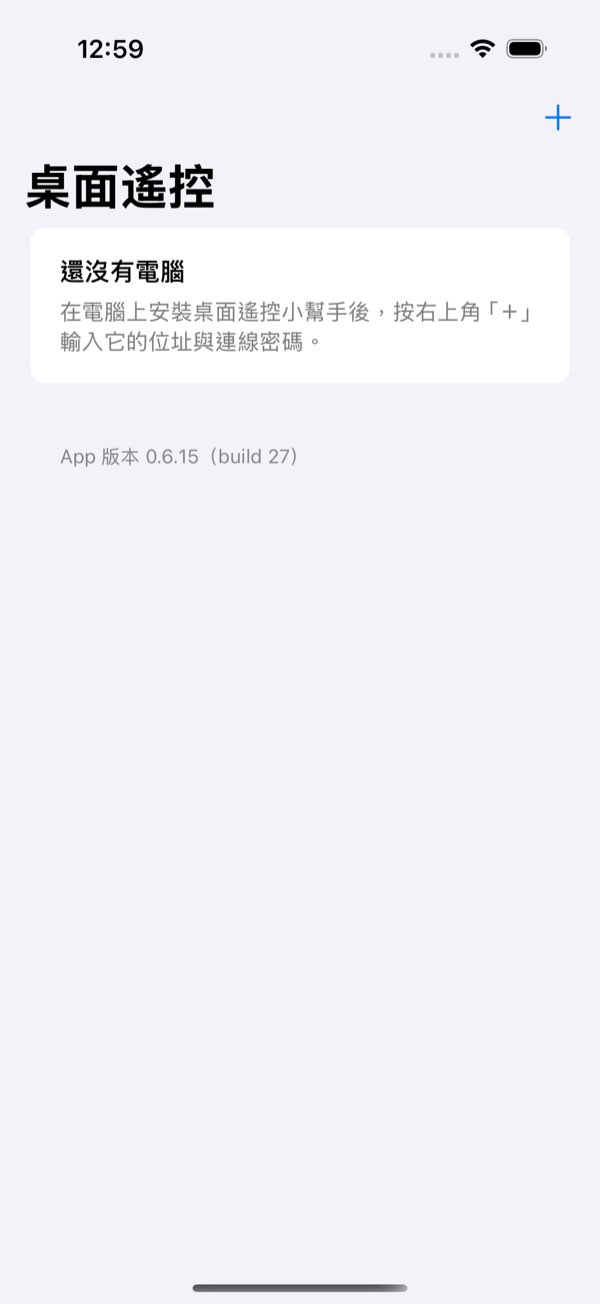 12:59
桌面遙控
還沒有電腦
在電腦上安裝桌面遙控小幫手後，按右上角「＋」
輸入它的位址與連線密碼。
App 版本 0.6.15（build 27）